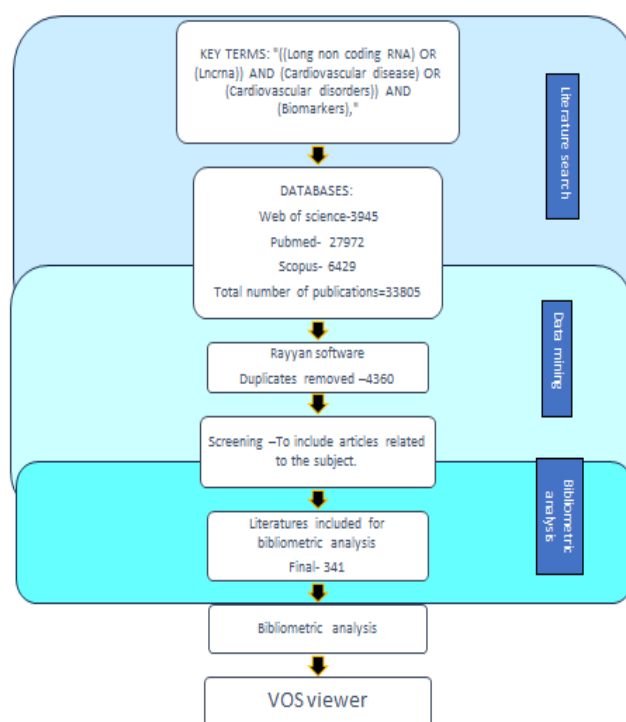 KEY TERMS: "((Long non coding RNA) OR
(Lncrna)) AND (Cardiovascular disease) OR
(Cardiovascular disorders)) AND
(Biomarkers),"
Literature search
DATABASES:
Web of science-3945
Pubmed- 27972
Scopus- 6429
Total number of publications=33805
Data mining
Rayyan software
Duplicates removed –4360
Screening –To include articles related
to the subject.
Bibliometric
analysis
Literatures included for
bibliometric analysis
Final- 341
Bibliometric analysis
VOS viewer